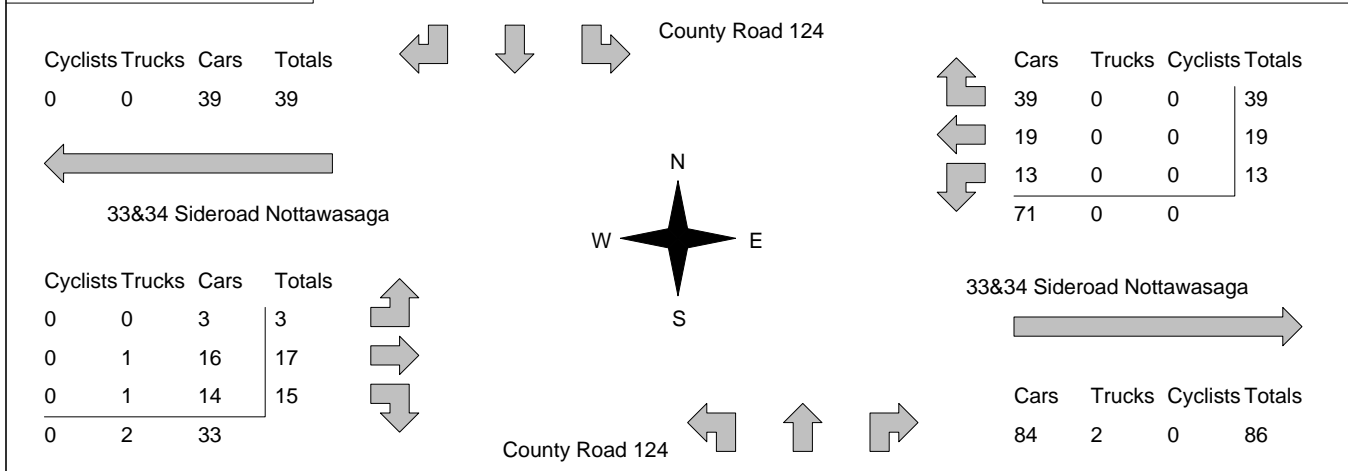 County Road 124
Cyclists Trucks Cars Totals
0 0 39 39
33&34 Sideroad Nottawasaga
Cyclists Trucks Cars Totals
0 0 3 3
0 1 16 17
0 1 14 15
0 2 33
N
W E
S
County Road 124
Cars Trucks Cyclists Totals
39 0 0 39
19 0 0 19
13 0 0 13
71 0 0
33&34 Sideroad Nottawasaga
Cars Trucks Cyclists Totals
84 2 0 86